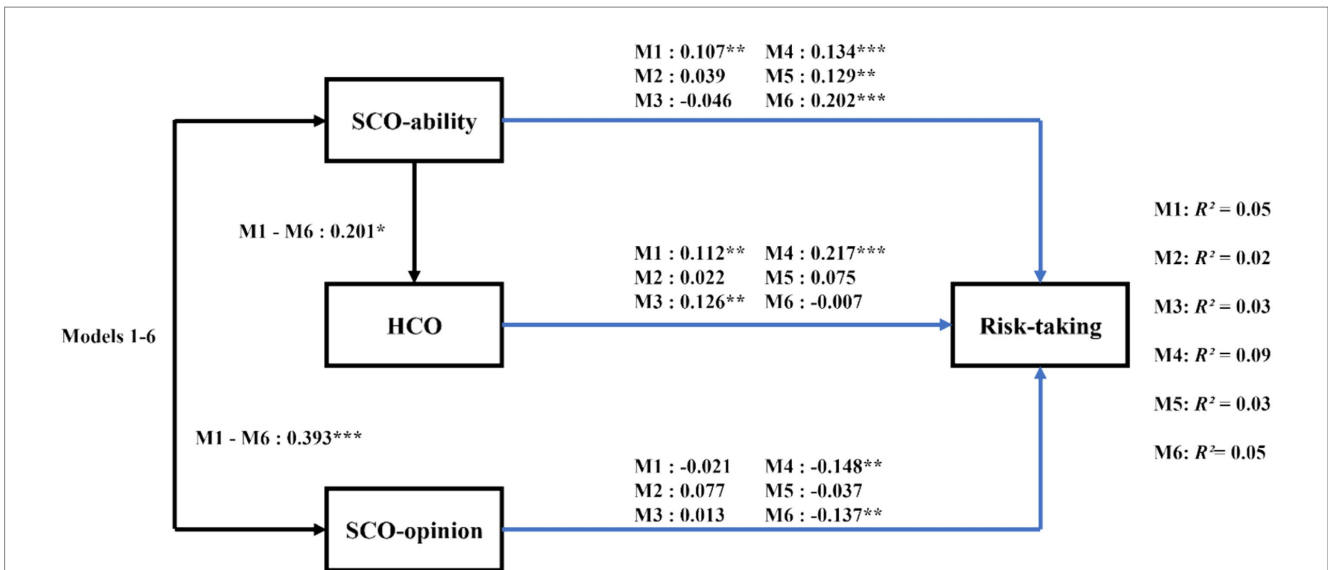 M1 : 0.107** M4 : 0.134***
M2 : 0.039 M5 : 0.129**
M3 : -0.046 M6 : 0.202***
SCO-ability
M1 - M6 : 0.201*
M1 : 0.112** M4 : 0.217***
M2 : 0.022 M5 : 0.075
M3 : 0.126** M6 : -0.007
HCO
Risk-taking
Models 1-6
M1: R² = 0.05
M2: R² = 0.02
M3: R² = 0.03
M4: R² = 0.09
M5: R² = 0.03
M6: R²= 0.05
M1 - M6 : 0.393***
M1 : -0.021 M4 : -0.148**
M2 : 0.077 M5 : -0.037
M3 : 0.013 M6 : -0.137**
SCO-opinion